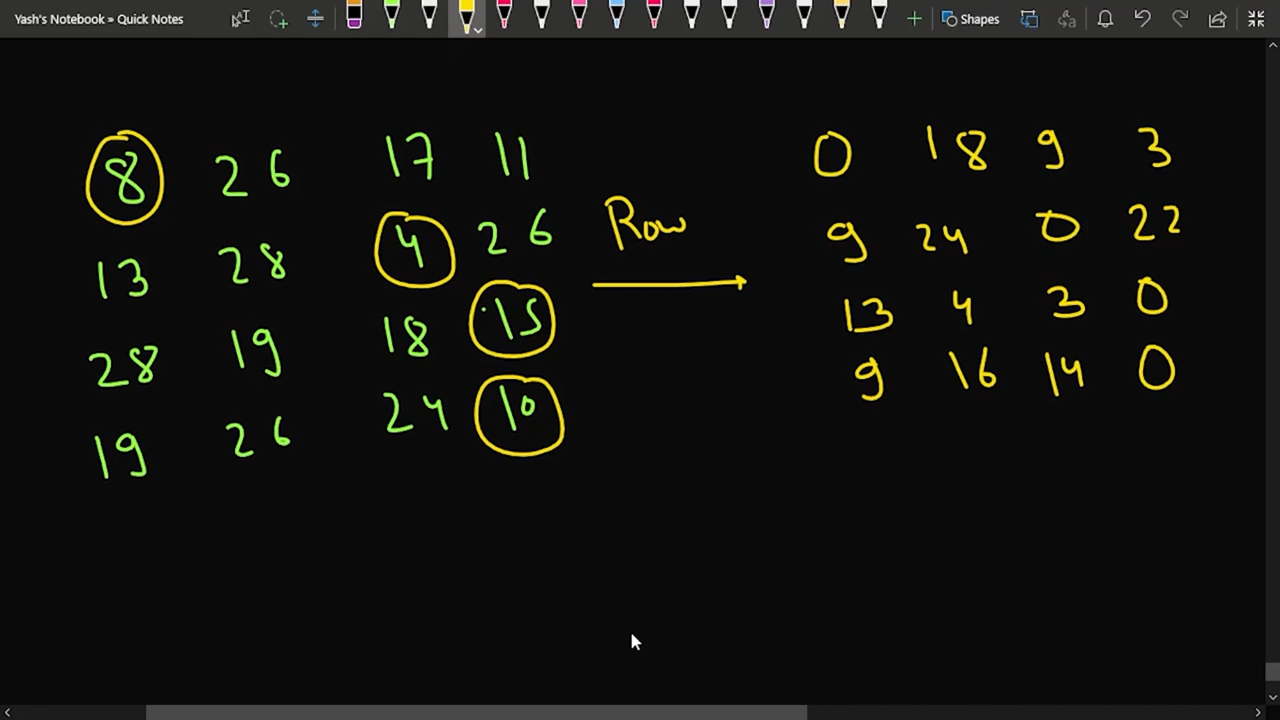 Yash's Notebook » Quick Notes
Shapes
8 26 17 11
13 28 4 26
28 19 18 15
19 26 24 10
Row
0 18 9 3
9 24 0 22
13 4 3 0
9 16 14 0